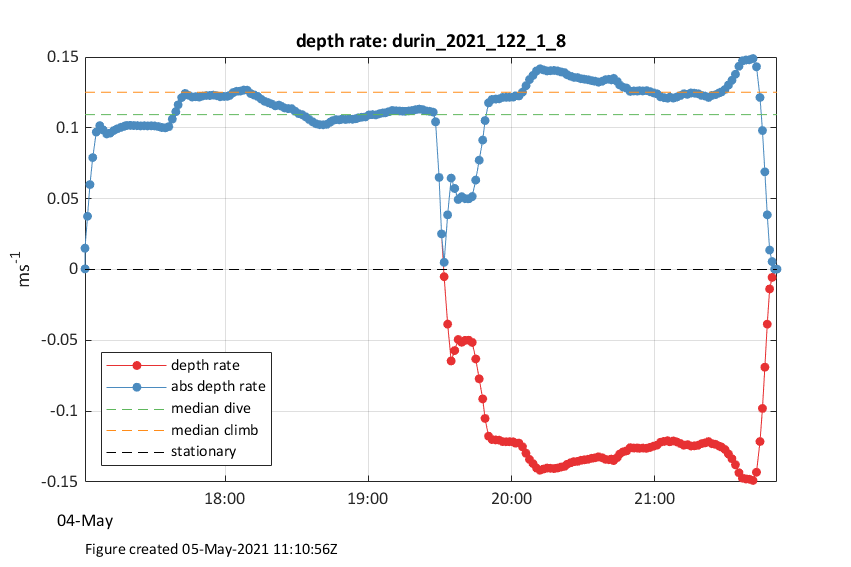 depth rate: durin_2021_122_1_8
0.15
0.1
0.05
0
-0.05
-0.1
-0.15
ms-1
depth rate
abs depth rate
median dive
median climb
stationary
18:00 19:00 20:00 21:00
04-May
Figure created 05-May-2021 11:10:56Z